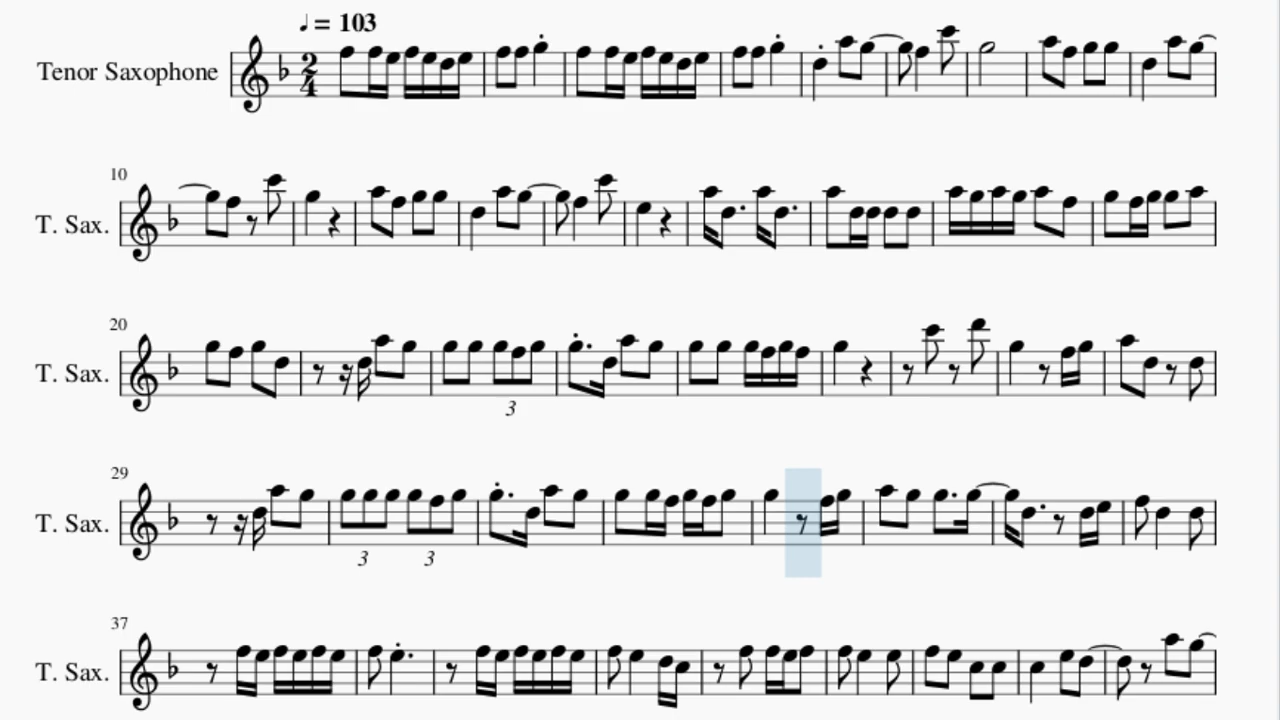 ♩ = 103
Tenor Saxophone
2
4
10
T. Sax.
20
T. Sax.
3
29
T. Sax.
3 3
37
T. Sax.